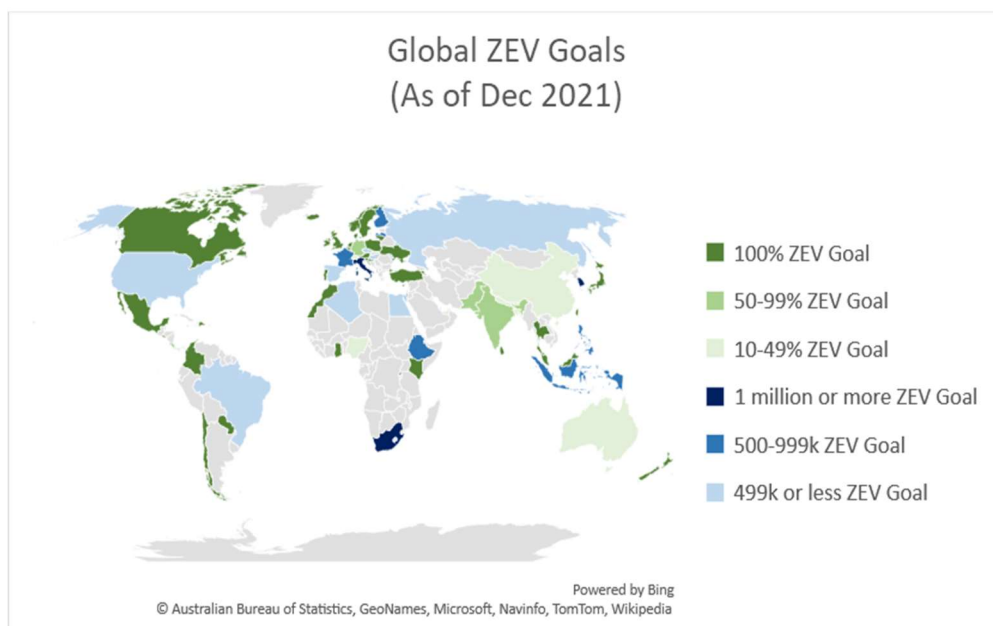 Global ZEV Goals
(As of Dec 2021)
100% ZEV Goal
50-99% ZEV Goal
10-49% ZEV Goal
1 million or more ZEV Goal
500-999k ZEV Goal
499k or less ZEV Goal
Powered by Bing
© Australian Bureau of Statistics, GeoNames, Microsoft, Navinfo, TomTom, Wikipedia